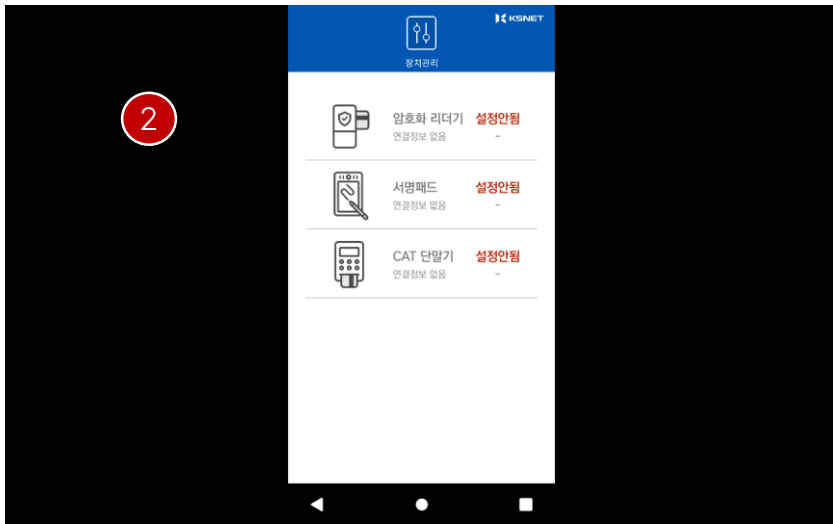 KSNET
장치관리
2
암호화 리더기 설정안됨
연결정보 없음 -
서명패드 설정안됨
연결정보 없음 -
CAT 단말기 설정안됨
연결정보 없음 -